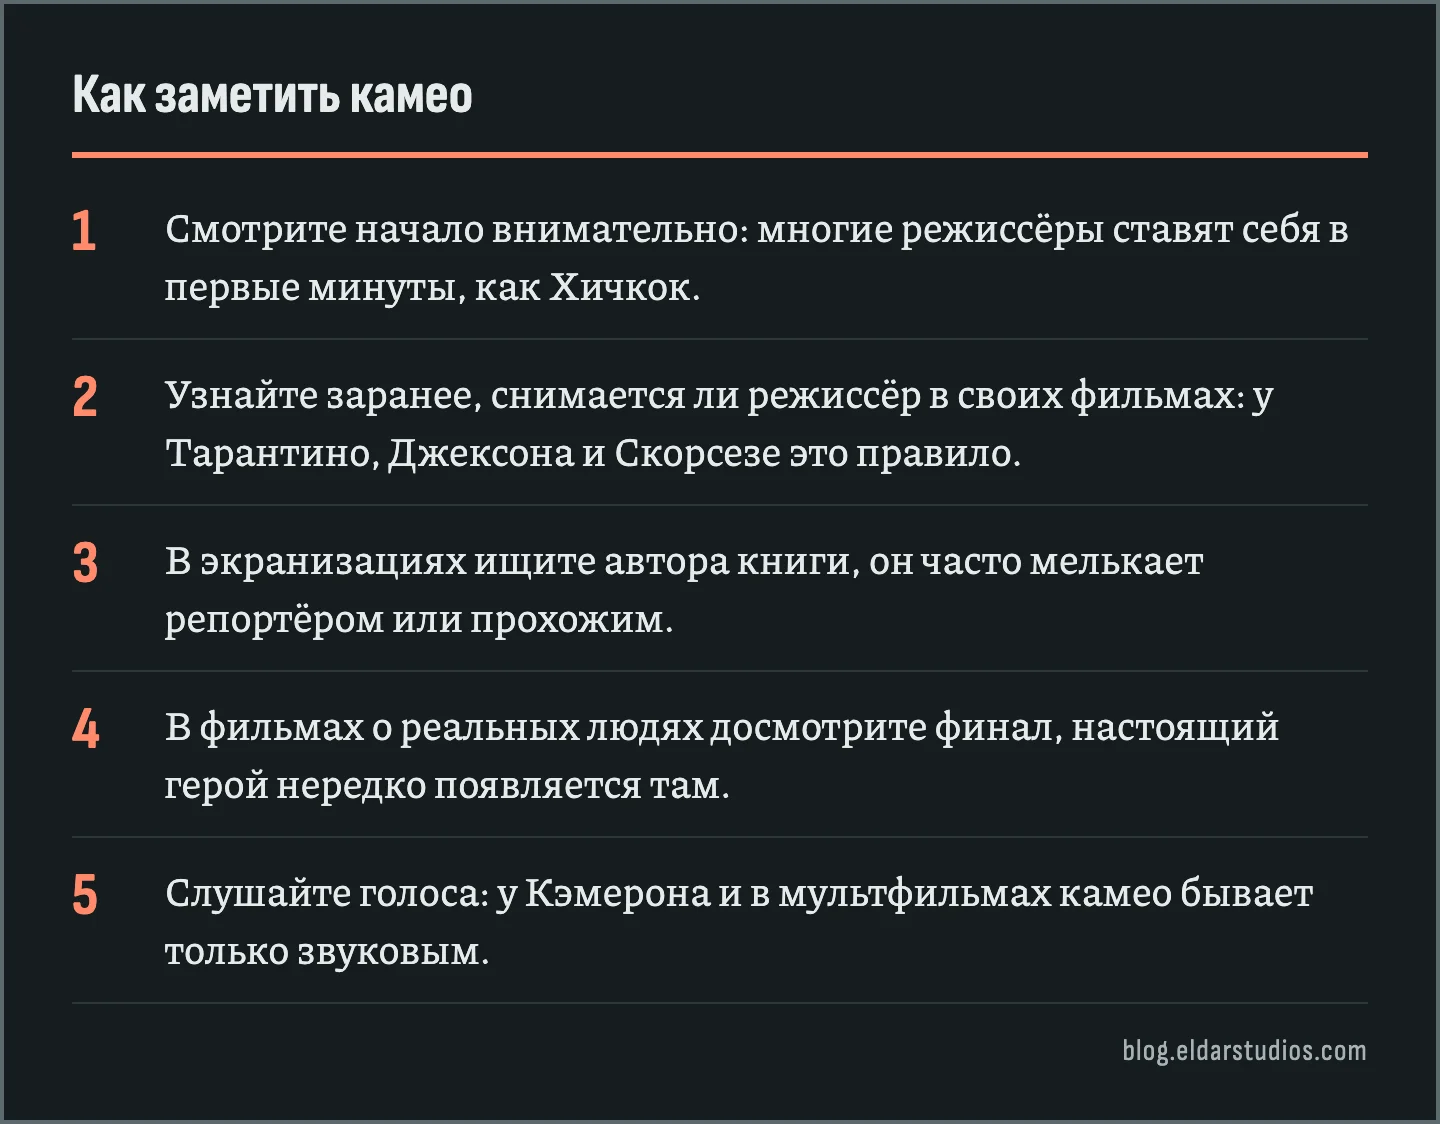 Как заметить камео
1
Смотрите начало внимательно: многие режиссёры ставят себя в
первые минуты, как Хичкок.
2
Узнайте заранее, снимается ли режиссёр в своих фильмах: у
Тарантино, Джексона и Скорсезе это правило.
3
В экранизациях ищите автора книги, он часто мелькает
репортёром или прохожим.
4
В фильмах о реальных людях досмотрите финал, настоящий
герой нередко появляется там.
5
Слушайте голоса: у Кэмерона и в мультфильмах камео бывает
только звуковым.
blog.eldarstudios.com